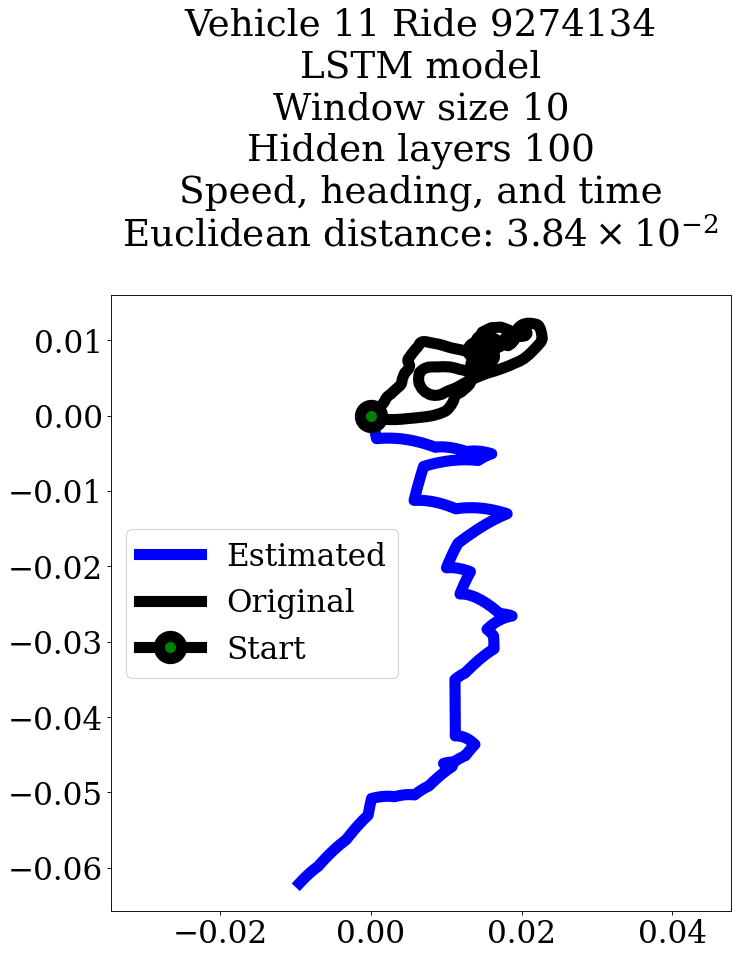 Vehicle 11 Ride 9274134
LSTM model
Window size 10
Hidden layers 100
Speed, heading, and time
Euclidean distance: 3.84 × 10⁻²
0.01
0.00
−0.01
−0.02
−0.03
−0.04
−0.05
−0.06
Estimated
Original
Start
−0.02 0.00 0.02 0.04